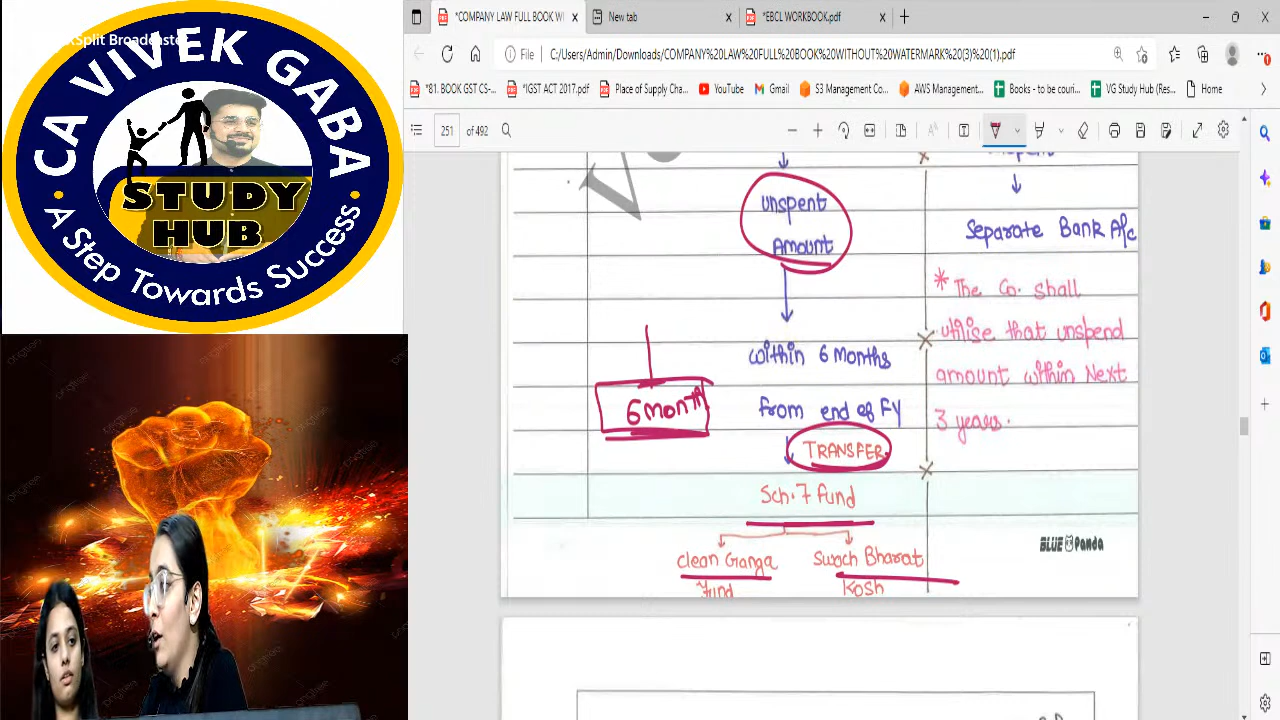 XSplit Broadcaster
CA VIVEK GABA
STUDY
HUB
A Step Towards Success
*COMPANY LAW FULL BOOK (WI
New tab
*EBCL WORKBOOK.pdf
File
C:/Users/Admin/Downloads/COMPANY%20LAW%20FULL%20BOOK%20WITHOUT%20WATERMARK%20(3)%20(1).pdf
*81. BOOK GST CS-...
*IGST ACT 2017.pdf
Place of Supply Cha...
YouTube
Gmail
S3 Management Co...
AWS Management...
Books - to be couri...
VG Study Hub (Res...
Home
251
of 492
unspent
Amount
within 6 Months
from end of FY
TRANSFER
Sch. 7 fund
clean Ganga
fund
Swach Bharat
Kosh
6 month
Separate Bank A/c
* The Co. shall
utilise that unspend
amount within Next
3 years.
BLUE Panda
pngtree